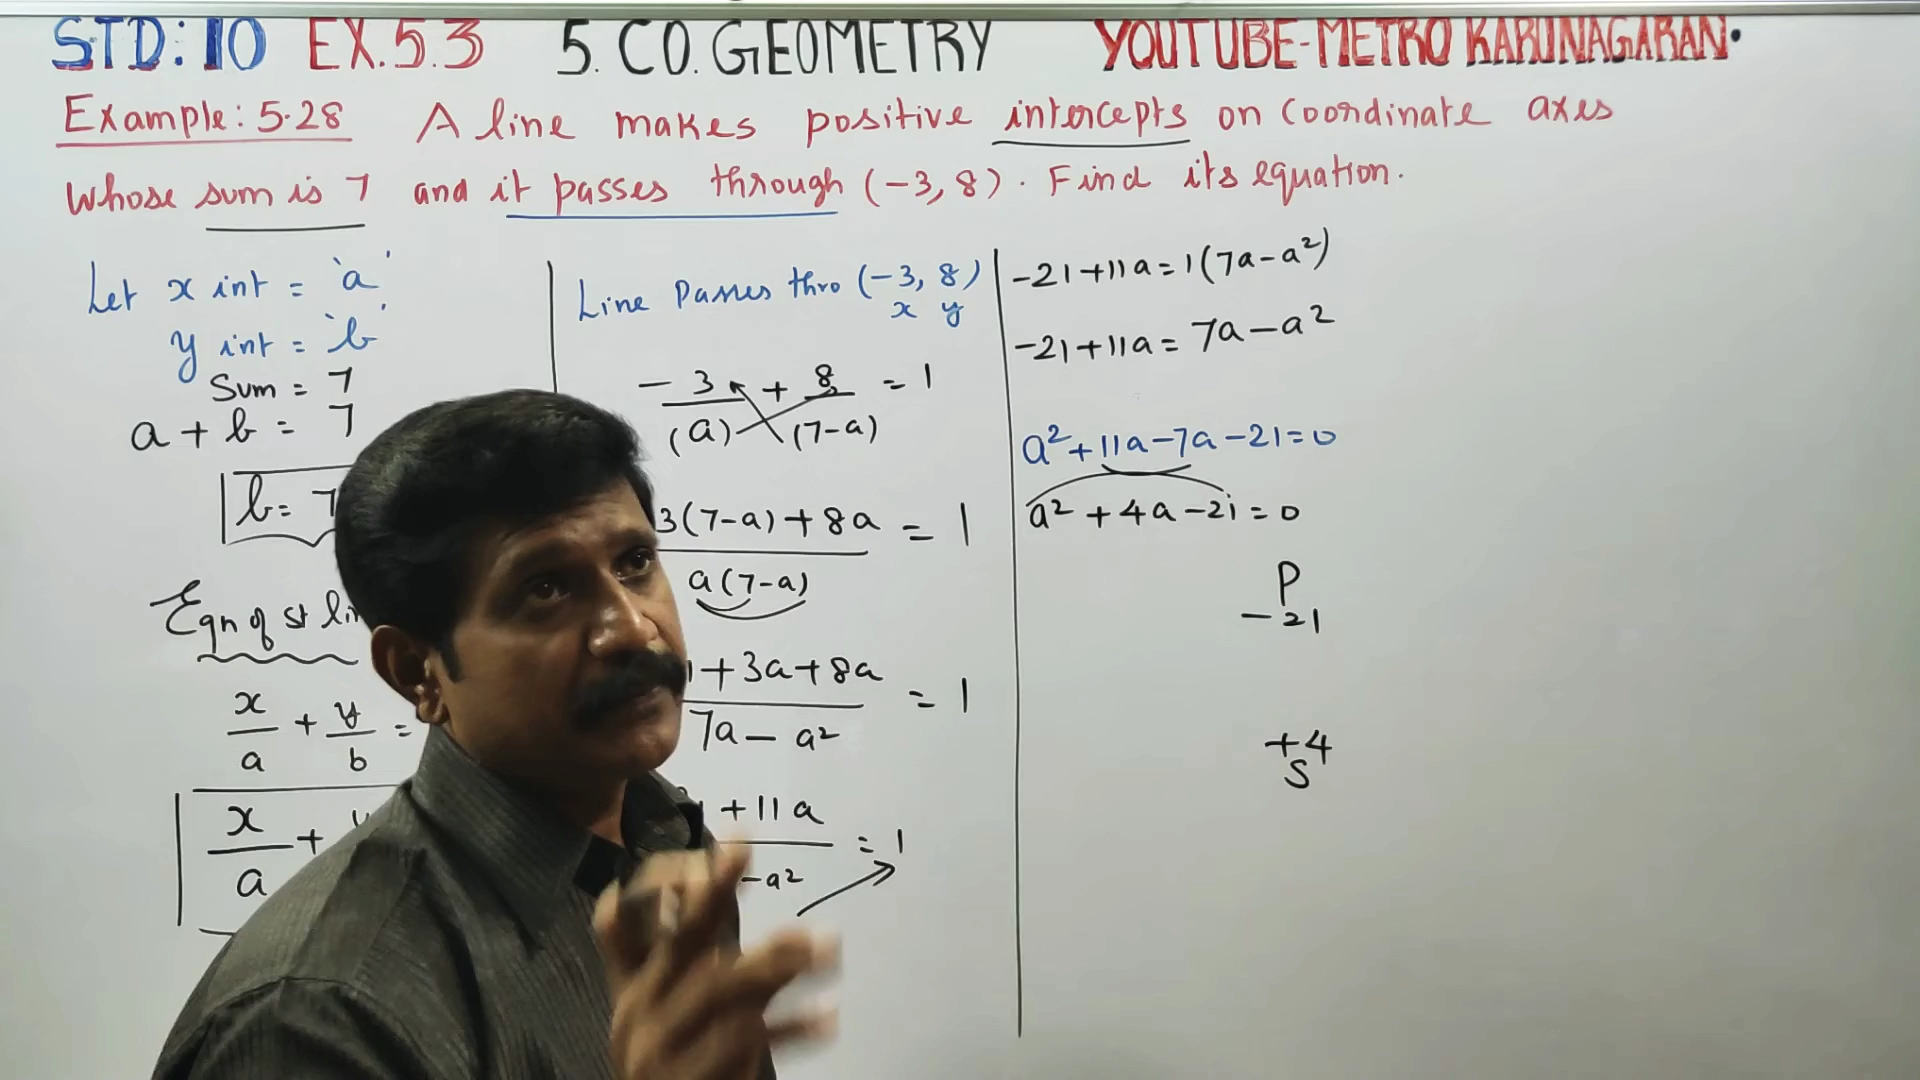 STD: 10 EX.5.3 5. CO. GEOMETRY YOUTUBE-METRO KARUNAGARAN.
Example: 5.28 A line makes positive intercepts on coordinate axes
whose sum is 7 and it passes through (-3, 8). Find its equation.
Let x int = 'a'
y int = 'b'
Sum = 7
a + b = 7
b = 7
Eqn of st
x/a + y/b =
x/a +
Line Passes thro (-3, 8)
x y
-3/(a) + 8/(7-a) = 1
3(7-a) + 8a = 1
a(7-a)
+3a+8a = 1
7a - a²
+11a = 1
-a²
-21+11a = 1(7a-a²)
-21+11a = 7a-a²
a²+11a-7a-21=0
a²+4a-21=0
P
-21
+4
S